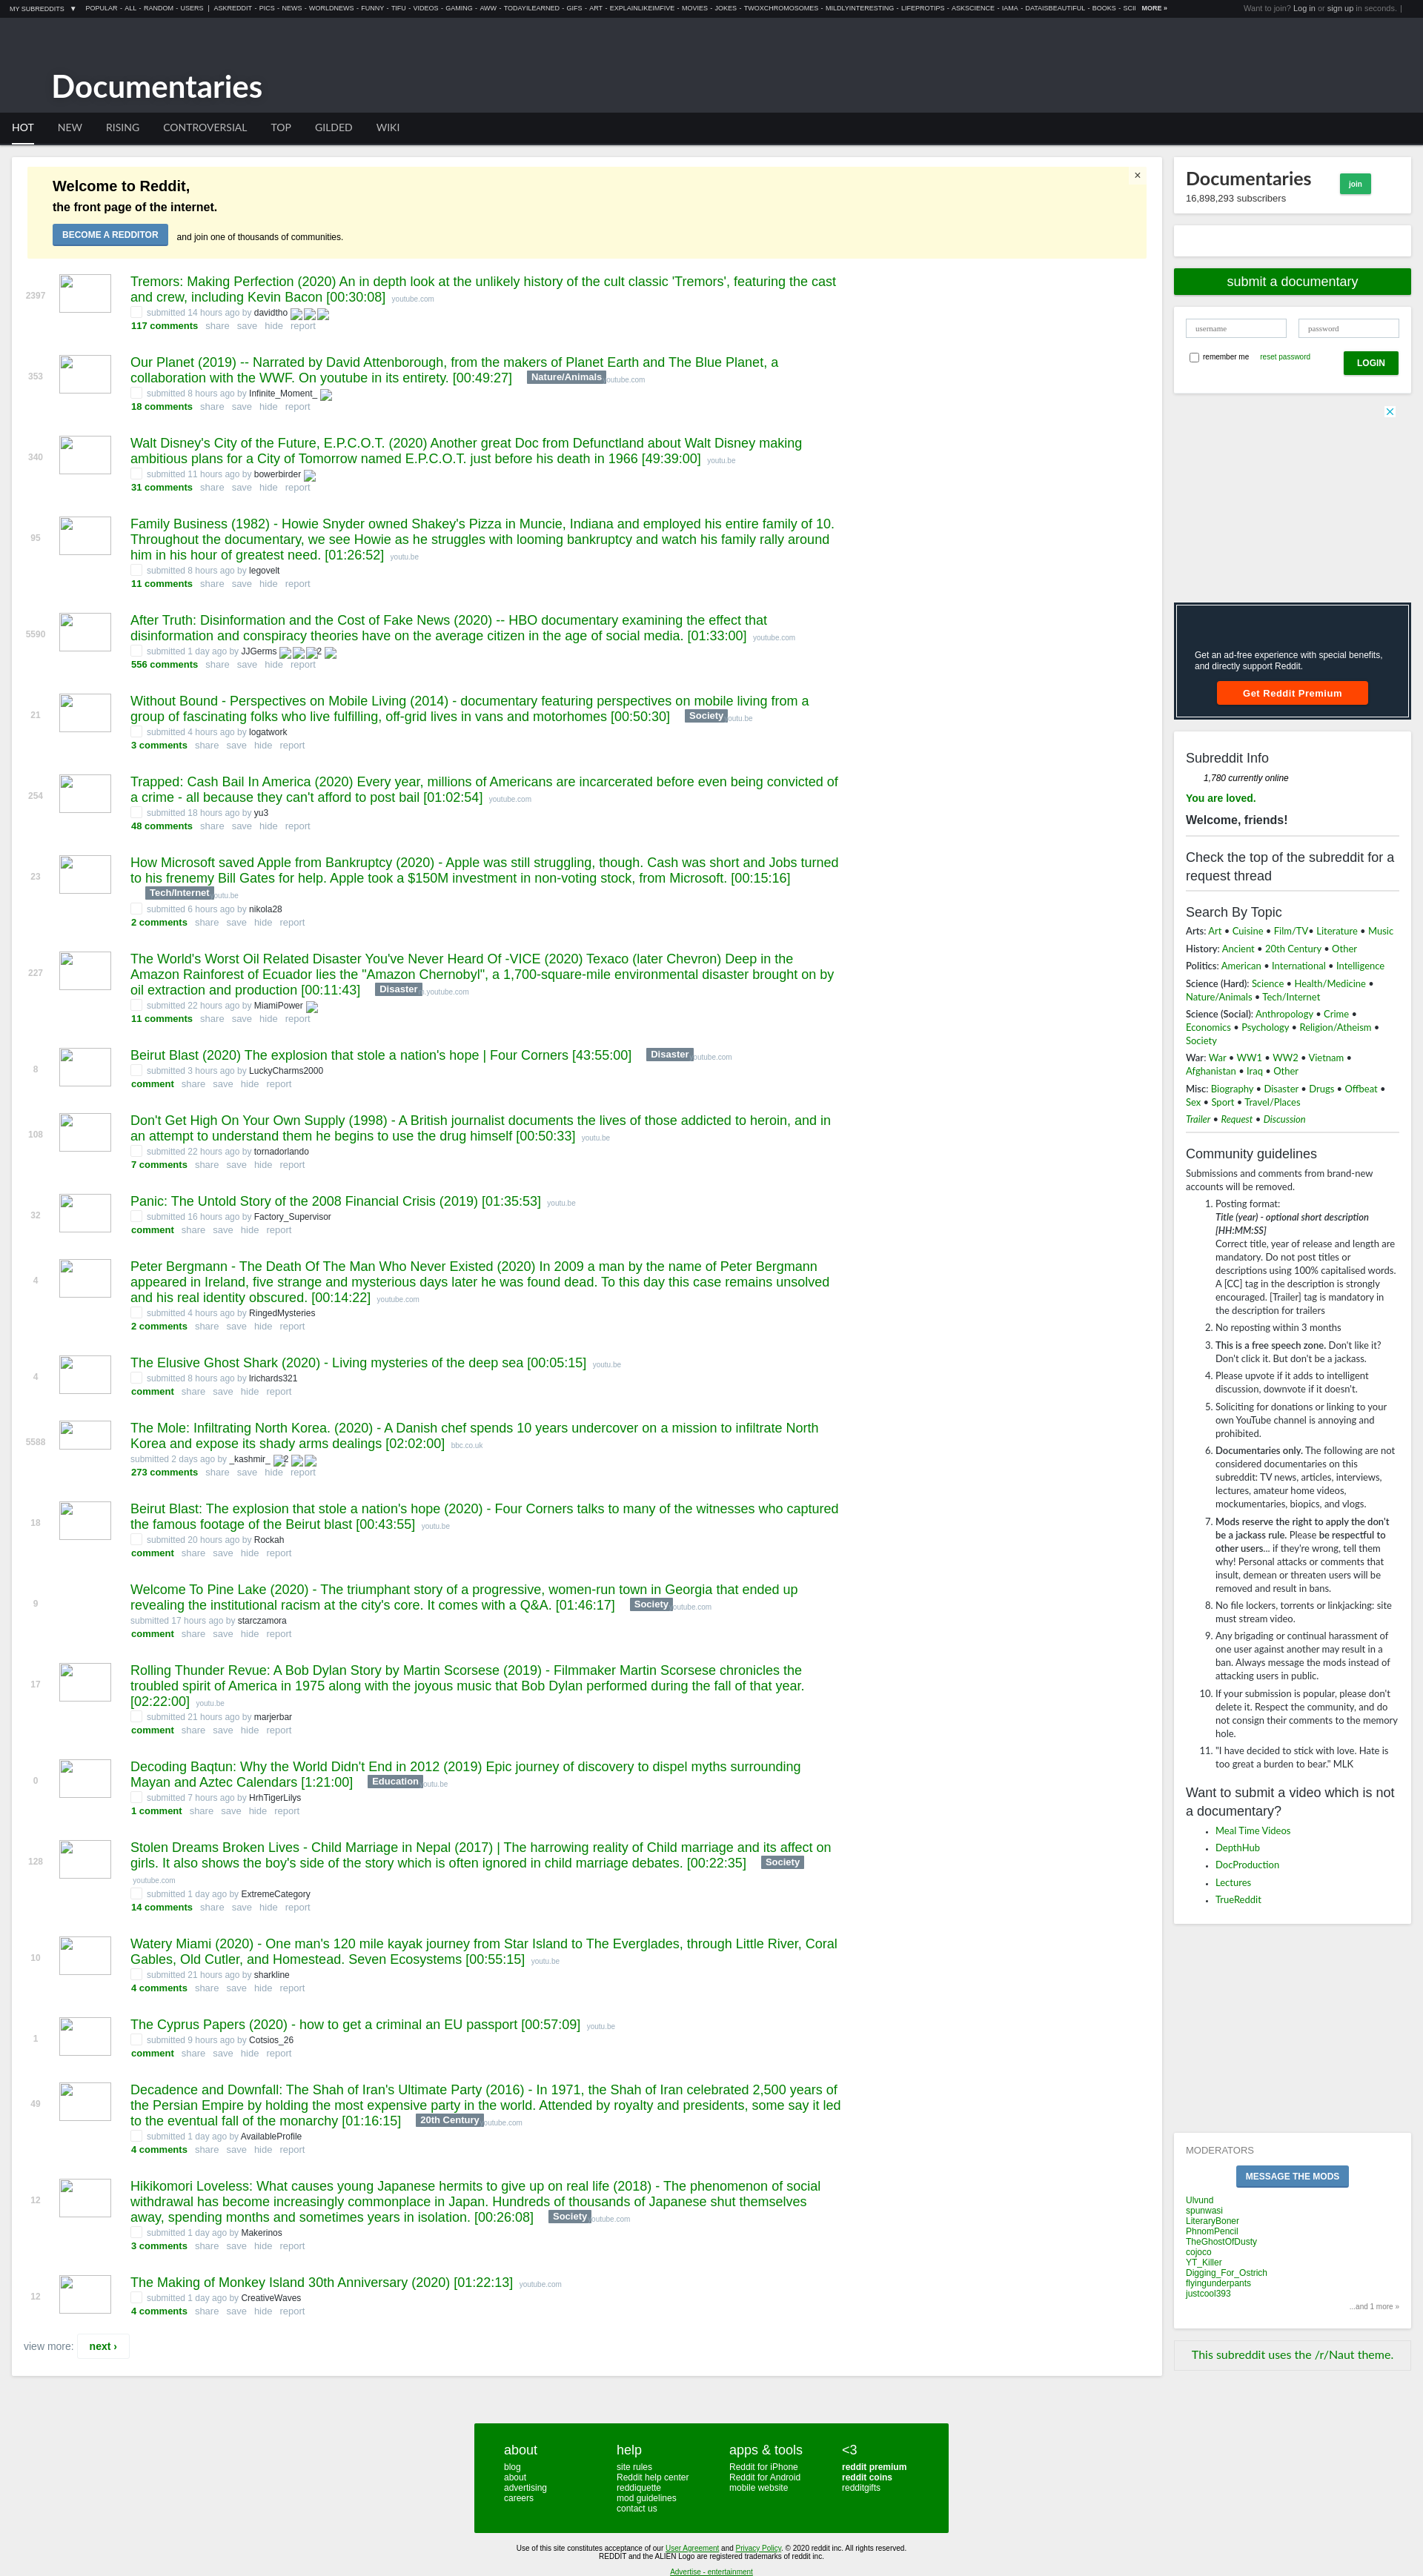 MY SUBREDDITS ▼ POPULAR - ALL - RANDOM - USERS | ASKREDDIT - PICS - NEWS - WORLDNEWS - FUNNY - TIFU - VIDEOS - GAMING - AWW - TODAYILEARNED - GIFS - ART - EXPLAINLIKEIMFIVE - MOVIES - JOKES - TWOXCHROMOSOMES - MILDLYINTERESTING - LIFEPROTIPS - ASKSCIENCE - IAMA - DATAISBEAUTIFUL - BOOKS - SCII MORE » Want to join? Log in or sign up in seconds. |
Documentaries
HOT NEW RISING CONTROVERSIAL TOP GILDED WIKI
Welcome to Reddit,
the front page of the internet.
BECOME A REDDITOR and join one of thousands of communities.
×
2397
Tremors: Making Perfection (2020) An in depth look at the unlikely history of the cult classic 'Tremors', featuring the cast
and crew, including Kevin Bacon [00:30:08] youtube.com
submitted 14 hours ago by davidtho
117 comments share save hide report
353
Our Planet (2019) -- Narrated by David Attenborough, from the makers of Planet Earth and The Blue Planet, a
collaboration with the WWF. On youtube in its entirety. [00:49:27] Nature/Animals outube.com
submitted 8 hours ago by Infinite_Moment_
18 comments share save hide report
340
Walt Disney's City of the Future, E.P.C.O.T. (2020) Another great Doc from Defunctland about Walt Disney making
ambitious plans for a City of Tomorrow named E.P.C.O.T. just before his death in 1966 [49:39:00] youtu.be
submitted 11 hours ago by bowerbirder
31 comments share save hide report
95
Family Business (1982) - Howie Snyder owned Shakey's Pizza in Muncie, Indiana and employed his entire family of 10.
Throughout the documentary, we see Howie as he struggles with looming bankruptcy and watch his family rally around
him in his hour of greatest need. [01:26:52] youtu.be
submitted 8 hours ago by legovelt
11 comments share save hide report
5590
After Truth: Disinformation and the Cost of Fake News (2020) -- HBO documentary examining the effect that
disinformation and conspiracy theories have on the average citizen in the age of social media. [01:33:00] youtube.com
submitted 1 day ago by JJGerms 2
556 comments share save hide report
21
Without Bound - Perspectives on Mobile Living (2014) - documentary featuring perspectives on mobile living from a
group of fascinating folks who live fulfilling, off-grid lives in vans and motorhomes [00:50:30] Society outu.be
submitted 4 hours ago by logatwork
3 comments share save hide report
254
Trapped: Cash Bail In America (2020) Every year, millions of Americans are incarcerated before even being convicted of
a crime - all because they can't afford to post bail [01:02:54] youtube.com
submitted 18 hours ago by yu3
48 comments share save hide report
23
How Microsoft saved Apple from Bankruptcy (2020) - Apple was still struggling, though. Cash was short and Jobs turned
to his frenemy Bill Gates for help. Apple took a $150M investment in non-voting stock, from Microsoft. [00:15:16]
Tech/Internet outu.be
submitted 6 hours ago by nikola28
2 comments share save hide report
227
The World's Worst Oil Related Disaster You've Never Heard Of -VICE (2020) Texaco (later Chevron) Deep in the
Amazon Rainforest of Ecuador lies the "Amazon Chernobyl", a 1,700-square-mile environmental disaster brought on by
oil extraction and production [00:11:43] Disaster .youtube.com
submitted 22 hours ago by MiamiPower
11 comments share save hide report
8
Beirut Blast (2020) The explosion that stole a nation's hope | Four Corners [43:55:00] Disaster outube.com
submitted 3 hours ago by LuckyCharms2000
comment share save hide report
108
Don't Get High On Your Own Supply (1998) - A British journalist documents the lives of those addicted to heroin, and in
an attempt to understand them he begins to use the drug himself [00:50:33] youtu.be
submitted 22 hours ago by tornadorlando
7 comments share save hide report
32
Panic: The Untold Story of the 2008 Financial Crisis (2019) [01:35:53] youtu.be
submitted 16 hours ago by Factory_Supervisor
comment share save hide report
4
Peter Bergmann - The Death Of The Man Who Never Existed (2020) In 2009 a man by the name of Peter Bergmann
appeared in Ireland, five strange and mysterious days later he was found dead. To this day this case remains unsolved
and his real identity obscured. [00:14:22] youtube.com
submitted 4 hours ago by RingedMysteries
2 comments share save hide report
4
The Elusive Ghost Shark (2020) - Living mysteries of the deep sea [00:05:15] youtu.be
submitted 8 hours ago by lrichards321
comment share save hide report
5588
The Mole: Infiltrating North Korea. (2020) - A Danish chef spends 10 years undercover on a mission to infiltrate North
Korea and expose its shady arms dealings [02:02:00] bbc.co.uk
submitted 2 days ago by _kashmir_ 2
273 comments share save hide report
18
Beirut Blast: The explosion that stole a nation's hope (2020) - Four Corners talks to many of the witnesses who captured
the famous footage of the Beirut blast [00:43:55] youtu.be
submitted 20 hours ago by Rockah
comment share save hide report
9
Welcome To Pine Lake (2020) - The triumphant story of a progressive, women-run town in Georgia that ended up
revealing the institutional racism at the city's core. It comes with a Q&A. [01:46:17] Society outube.com
submitted 17 hours ago by starczamora
comment share save hide report
17
Rolling Thunder Revue: A Bob Dylan Story by Martin Scorsese (2019) - Filmmaker Martin Scorsese chronicles the
troubled spirit of America in 1975 along with the joyous music that Bob Dylan performed during the fall of that year.
[02:22:00] youtu.be
submitted 21 hours ago by marjerbar
comment share save hide report
0
Decoding Baqtun: Why the World Didn't End in 2012 (2019) Epic journey of discovery to dispel myths surrounding
Mayan and Aztec Calendars [1:21:00] Education outu.be
submitted 7 hours ago by HrhTigerLilys
1 comment share save hide report
128
Stolen Dreams Broken Lives - Child Marriage in Nepal (2017) | The harrowing reality of Child marriage and its affect on
girls. It also shows the boy's side of the story which is often ignored in child marriage debates. [00:22:35] Society
youtube.com
submitted 1 day ago by ExtremeCategory
14 comments share save hide report
10
Watery Miami (2020) - One man's 120 mile kayak journey from Star Island to The Everglades, through Little River, Coral
Gables, Old Cutler, and Homestead. Seven Ecosystems [00:55:15] youtu.be
submitted 21 hours ago by sharkline
4 comments share save hide report
1
The Cyprus Papers (2020) - how to get a criminal an EU passport [00:57:09] youtu.be
submitted 9 hours ago by Cotsios_26
comment share save hide report
49
Decadence and Downfall: The Shah of Iran's Ultimate Party (2016) - In 1971, the Shah of Iran celebrated 2,500 years of
the Persian Empire by holding the most expensive party in the world. Attended by royalty and presidents, some say it led
to the eventual fall of the monarchy [01:16:15] 20th Century outube.com
submitted 1 day ago by AvailableProfile
4 comments share save hide report
12
Hikikomori Loveless: What causes young Japanese hermits to give up on real life (2018) - The phenomenon of social
withdrawal has become increasingly commonplace in Japan. Hundreds of thousands of Japanese shut themselves
away, spending months and sometimes years in isolation. [00:26:08] Society outube.com
submitted 1 day ago by Makerinos
3 comments share save hide report
12
The Making of Monkey Island 30th Anniversary (2020) [01:22:13] youtube.com
submitted 1 day ago by CreativeWaves
4 comments share save hide report
view more: next ›
Documentaries join
16,898,293 subscribers
submit a documentary
username password
remember me reset password LOGIN
Get an ad-free experience with special benefits,
and directly support Reddit.
Get Reddit Premium
Subreddit Info
1,780 currently online
You are loved.
Welcome, friends!
Check the top of the subreddit for a
request thread
Search By Topic
Arts: Art • Cuisine • Film/TV• Literature • Music
History: Ancient • 20th Century • Other
Politics: American • International • Intelligence
Science (Hard): Science • Health/Medicine •
Nature/Animals • Tech/Internet
Science (Social): Anthropology • Crime •
Economics • Psychology • Religion/Atheism •
Society
War: War • WW1 • WW2 • Vietnam •
Afghanistan • Iraq • Other
Misc: Biography • Disaster • Drugs • Offbeat •
Sex • Sport • Travel/Places
Trailer • Request • Discussion
Community guidelines
Submissions and comments from brand-new
accounts will be removed.
1. Posting format:
Title (year) - optional short description
[HH:MM:SS]
Correct title, year of release and length are
mandatory. Do not post titles or
descriptions using 100% capitalised words.
A [CC] tag in the description is strongly
encouraged. [Trailer] tag is mandatory in
the description for trailers
2. No reposting within 3 months
3. This is a free speech zone. Don't like it?
Don't click it. But don't be a jackass.
4. Please upvote if it adds to intelligent
discussion, downvote if it doesn't.
5. Soliciting for donations or linking to your
own YouTube channel is annoying and
prohibited.
6. Documentaries only. The following are not
considered documentaries on this
subreddit: TV news, articles, interviews,
lectures, amateur home videos,
mockumentaries, biopics, and vlogs.
7. Mods reserve the right to apply the don't
be a jackass rule. Please be respectful to
other users... if they're wrong, tell them
why! Personal attacks or comments that
insult, demean or threaten users will be
removed and result in bans.
8. No file lockers, torrents or linkjacking: site
must stream video.
9. Any brigading or continual harassment of
one user against another may result in a
ban. Always message the mods instead of
attacking users in public.
10. If your submission is popular, please don't
delete it. Respect the community, and do
not consign their comments to the memory
hole.
11. "I have decided to stick with love. Hate is
too great a burden to bear." MLK
Want to submit a video which is not
a documentary?
Meal Time Videos
DepthHub
DocProduction
Lectures
TrueReddit
MODERATORS
MESSAGE THE MODS
Ulvund
spunwasi
LiteraryBoner
PhnomPencil
TheGhostOfDusty
cojoco
YT_Killer
Digging_For_Ostrich
flyingunderpants
justcool393
...and 1 more »
This subreddit uses the /r/Naut theme.
about
blog
about
advertising
careers
help
site rules
Reddit help center
reddiquette
mod guidelines
contact us
apps & tools
Reddit for iPhone
Reddit for Android
mobile website
<3
reddit premium
reddit coins
redditgifts
Use of this site constitutes acceptance of our User Agreement and Privacy Policy. © 2020 reddit inc. All rights reserved.
REDDIT and the ALIEN Logo are registered trademarks of reddit inc.
Advertise - entertainment